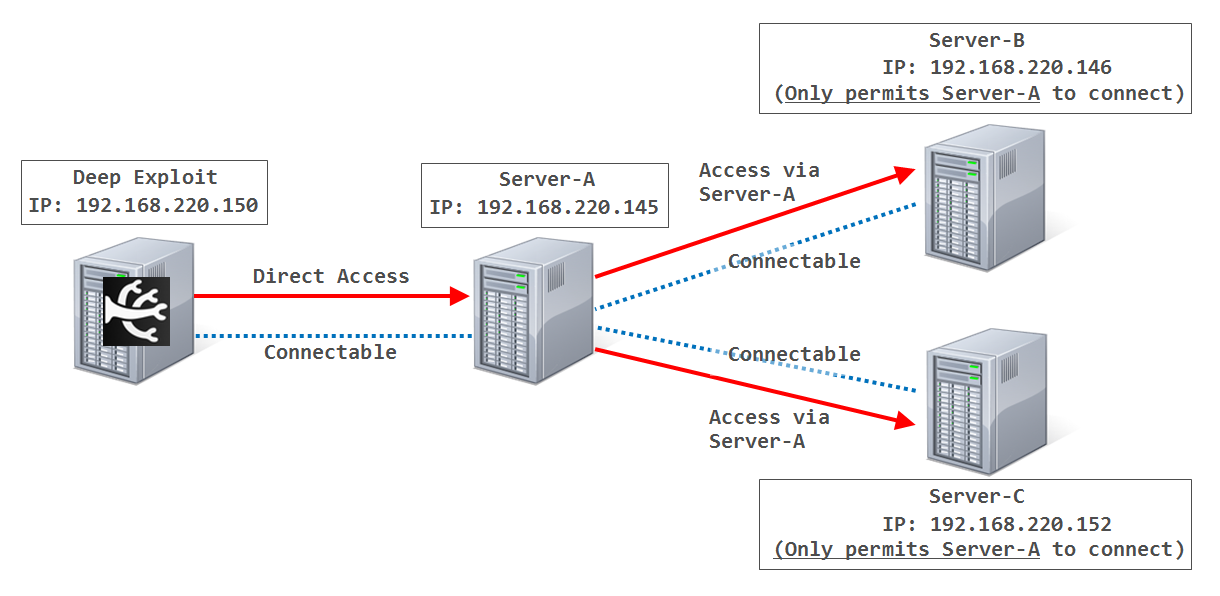 Server-B
IP: 192.168.220.146
(Only permits Server-A to connect)
Deep Exploit
IP: 192.168.220.150
Server-A
IP: 192.168.220.145
Access via
Server-A
Direct Access
Connectable
Connectable
Connectable
Access via
Server-A
Server-C
IP: 192.168.220.152
(Only permits Server-A to connect)